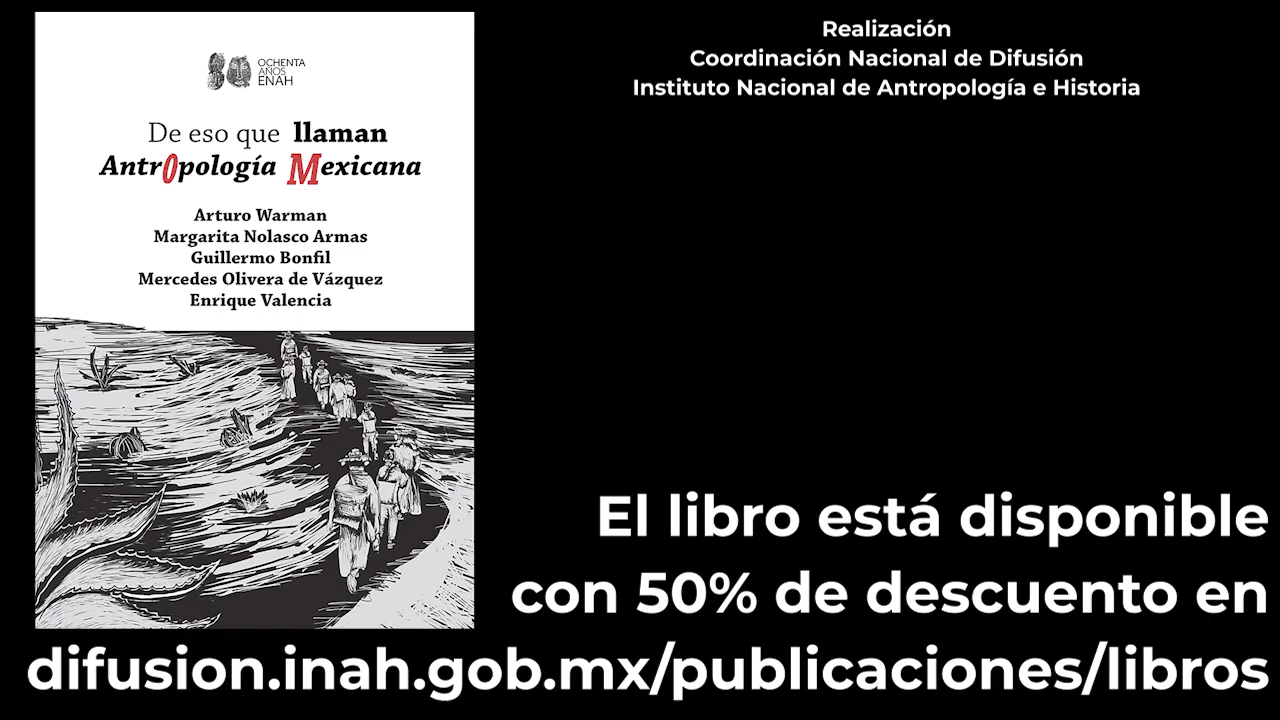 OCHENTA
AÑOS
ENAH
De eso que llaman
Antropología Mexicana
Arturo Warman
Margarita Nolasco Armas
Guillermo Bonfil
Mercedes Olivera de Vázquez
Enrique Valencia
Realización
Coordinación Nacional de Difusión
Instituto Nacional de Antropología e Historia
El libro está disponible
con 50% de descuento en
difusion.inah.gob.mx/publicaciones/libros